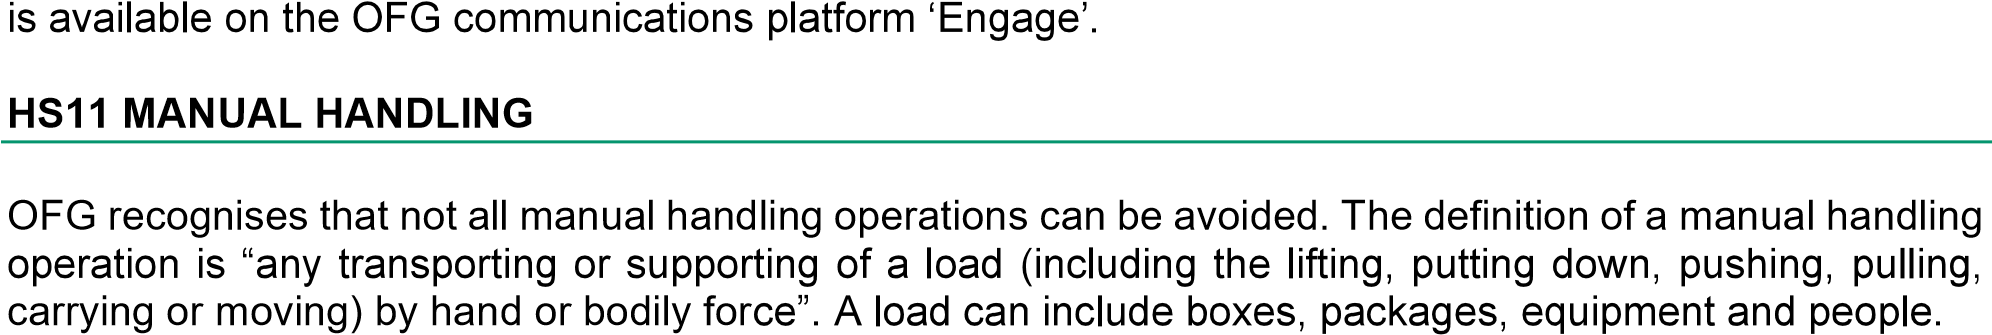 is available on the OFG communications platform ‘Engage’.
HS11 MANUAL HANDLING
OFG recognises that not all manual handling operations can be avoided. The definition of a manual handling
operation is “any transporting or supporting of a load (including the lifting, putting down, pushing, pulling,
carrying or moving) by hand or bodily force”. A load can include boxes, packages, equipment and people.